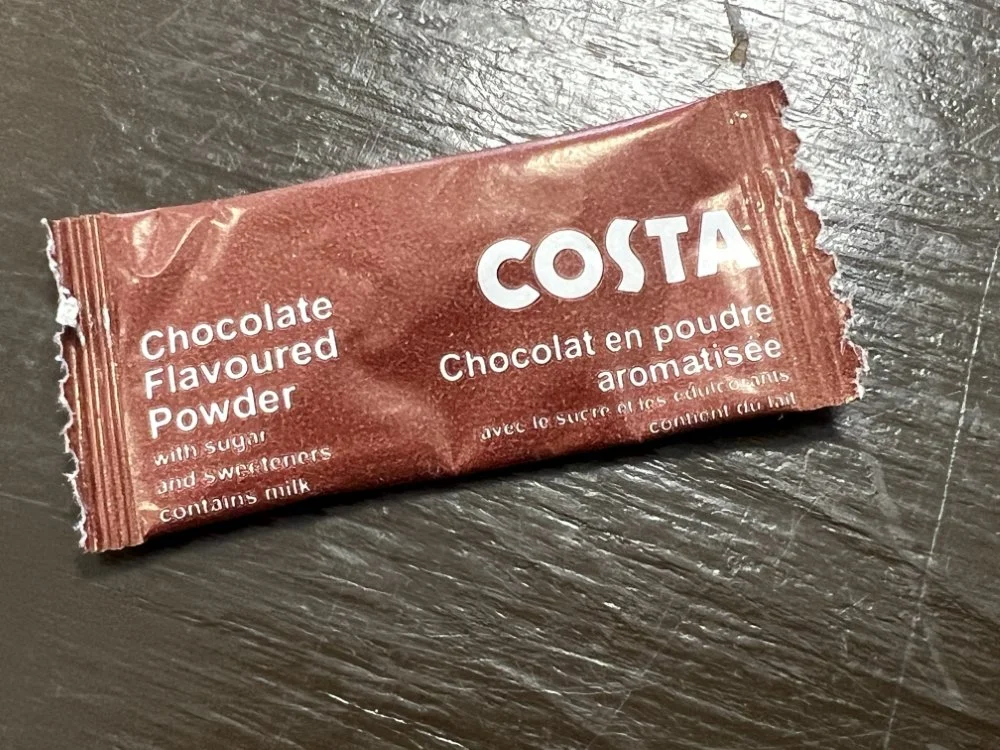 COSTA
Chocolate
Flavoured
Powder
with sugar
and sweeteners
contains milk
Chocolat en poudre
aromatisée
avec le sucre et les edulcorants
contient du lait